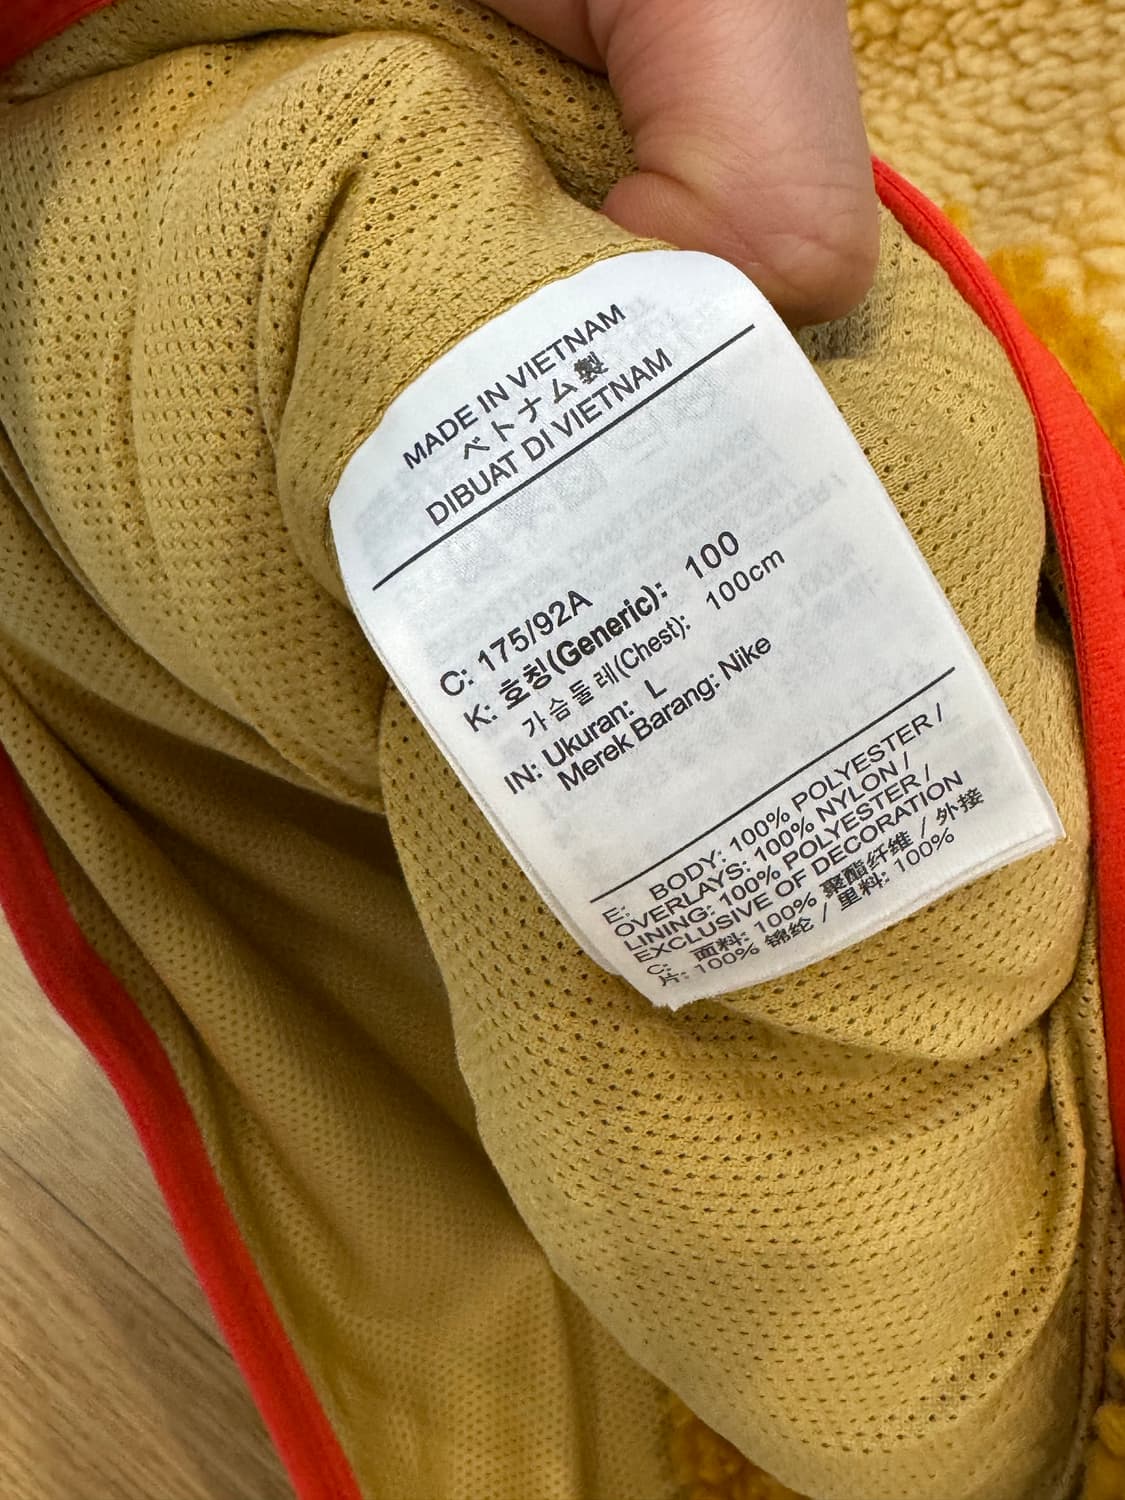 MADE IN VIETNAM
ベトナム製
DIBUAT DI VIETNAM
C: 175/92A
K: 호칭(Generic): 100
가슴둘레(Chest): 100cm
IN: Ukuran: L
Merek Barang: Nike
E: BODY: 100% POLYESTER /
OVERLAYS: 100% NYLON /
LINING: 100% POLYESTER /
EXCLUSIVE OF DECORATION
C: 面料: 100% 聚酯纤维 / 外接
片: 100% 锦纶 / 里料: 100%